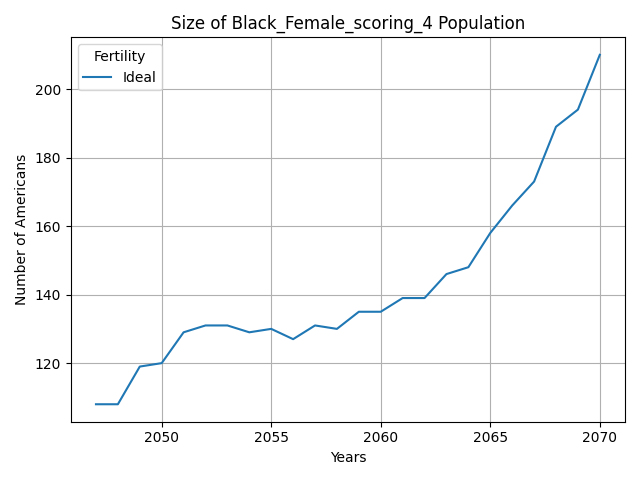 Size of Black_Female_scoring_4 Population
Fertility
Ideal
Number of Americans
200
180
160
140
120
2050 2055 2060 2065 2070
Years